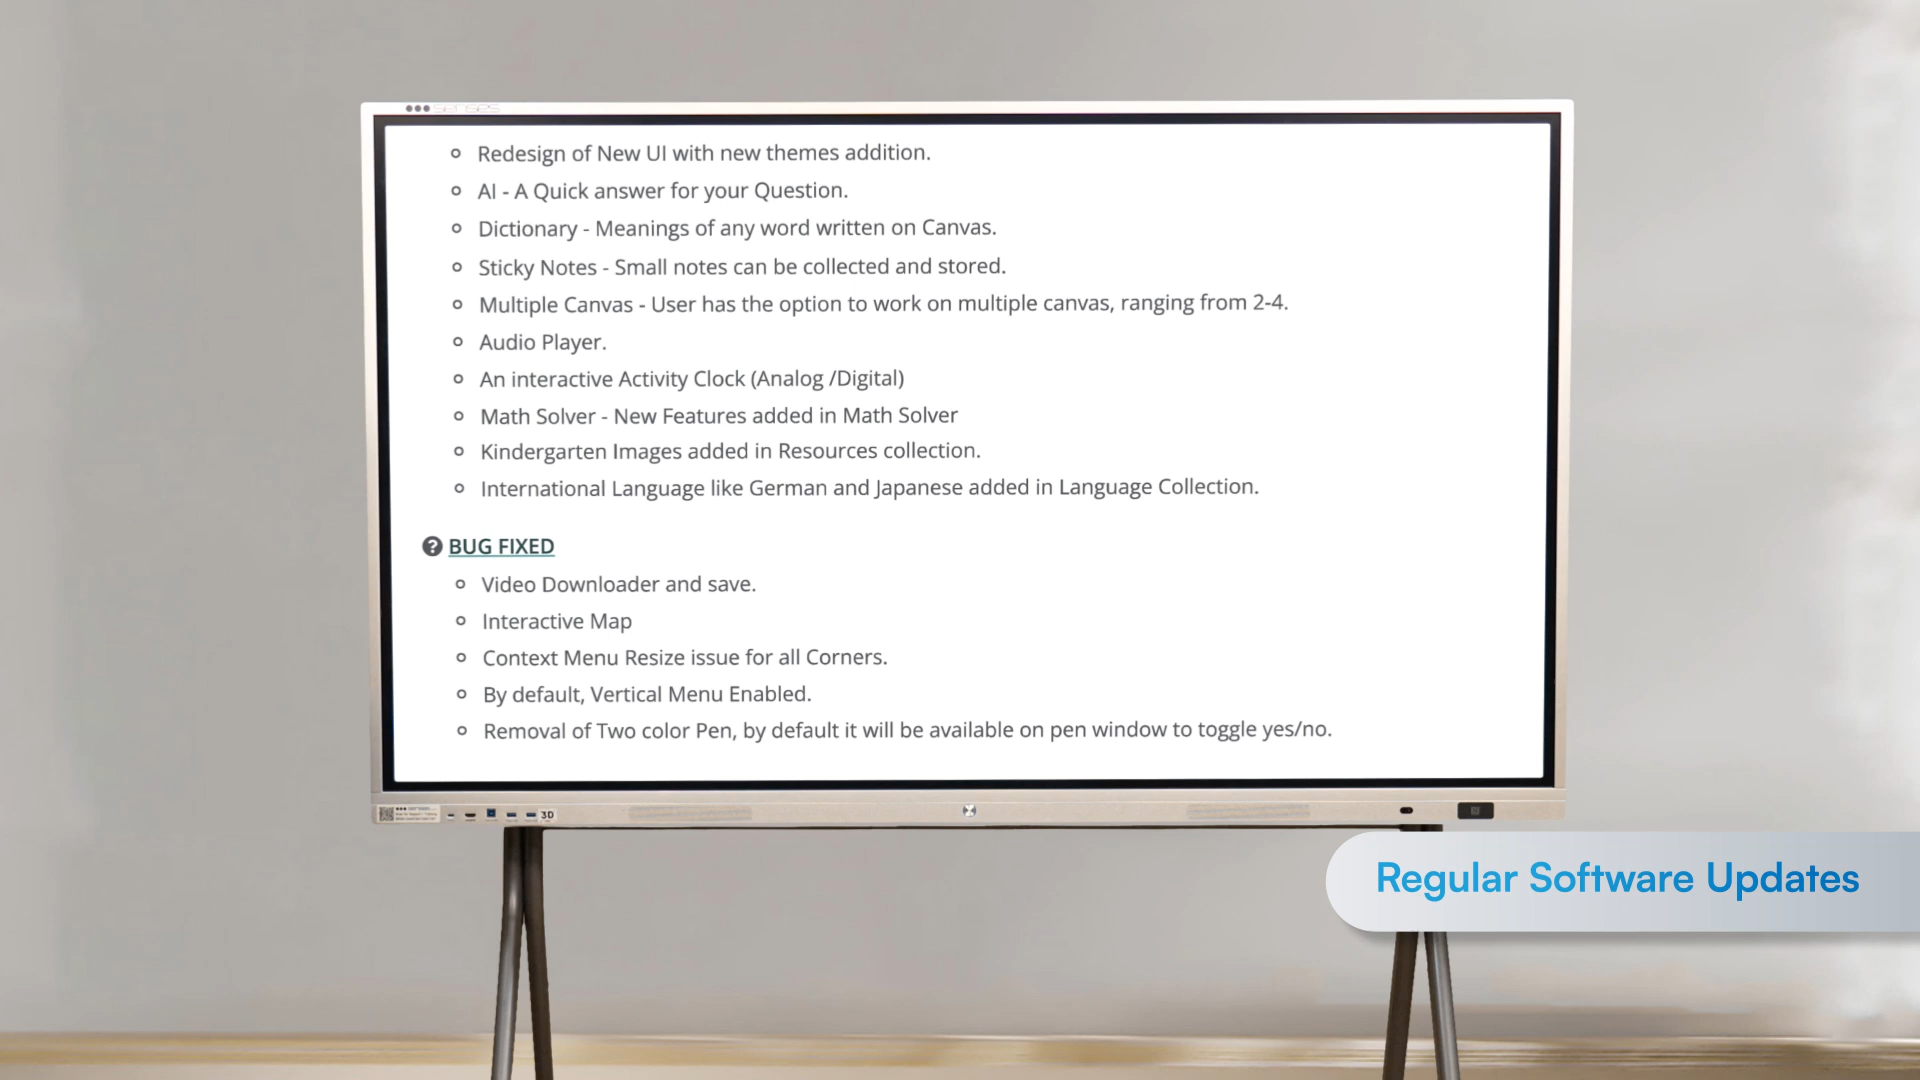 senses
Redesign of New UI with new themes addition.
AI - A Quick answer for your Question.
Dictionary - Meanings of any word written on Canvas.
Sticky Notes - Small notes can be collected and stored.
Multiple Canvas - User has the option to work on multiple canvas, ranging from 2-4.
Audio Player.
An interactive Activity Clock (Analog /Digital)
Math Solver - New Features added in Math Solver
Kindergarten Images added in Resources collection.
International Language like German and Japanese added in Language Collection.
? BUG FIXED
Video Downloader and save.
Interactive Map
Context Menu Resize issue for all Corners.
By default, Vertical Menu Enabled.
Removal of Two color Pen, by default it will be available on pen window to toggle yes/no.
3D
Regular Software Updates